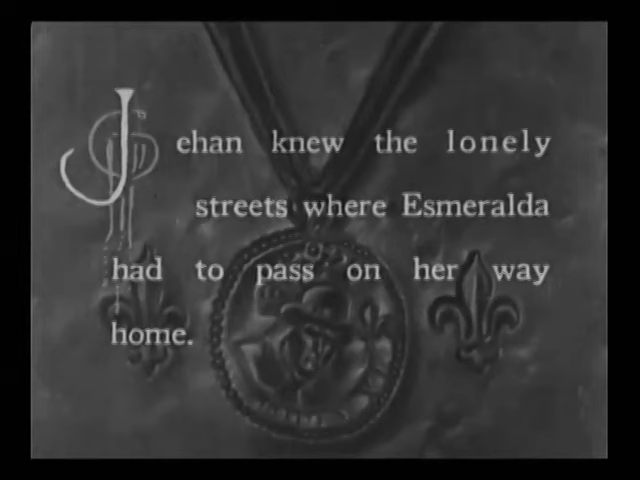 Jehan knew the lonely
streets where Esmeralda
had to pass on her way
home.